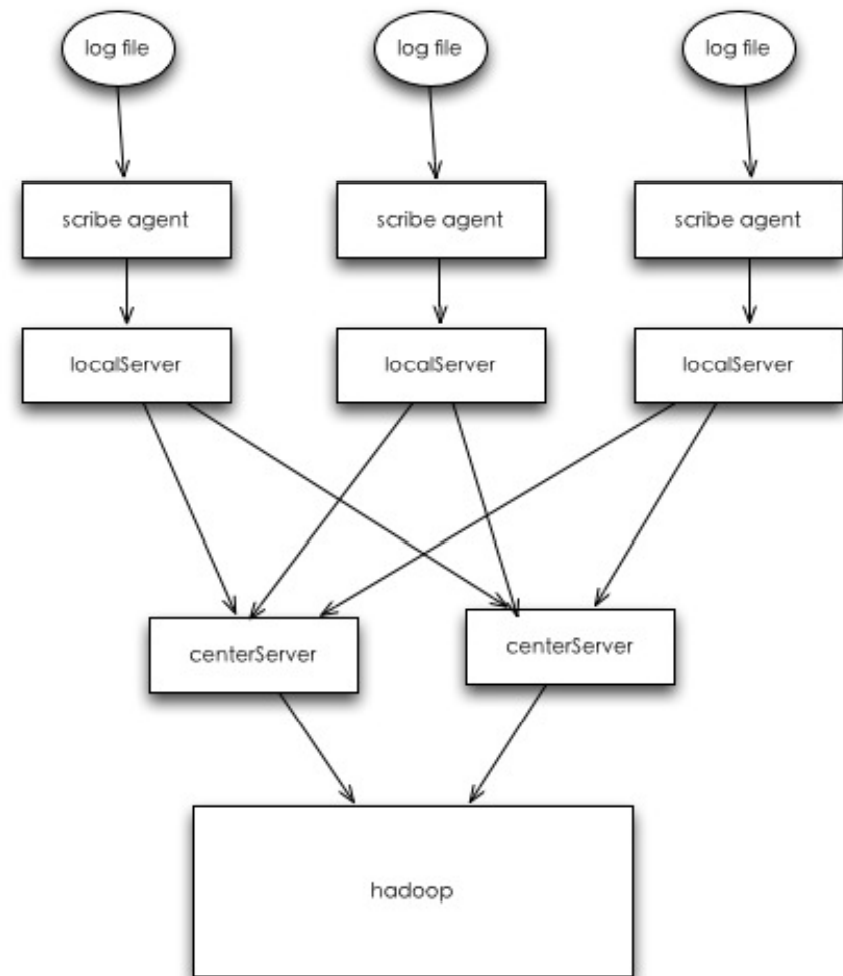 log file
log file
log file
scribe agent
scribe agent
scribe agent
localServer
localServer
localServer
centerServer
centerServer
hadoop